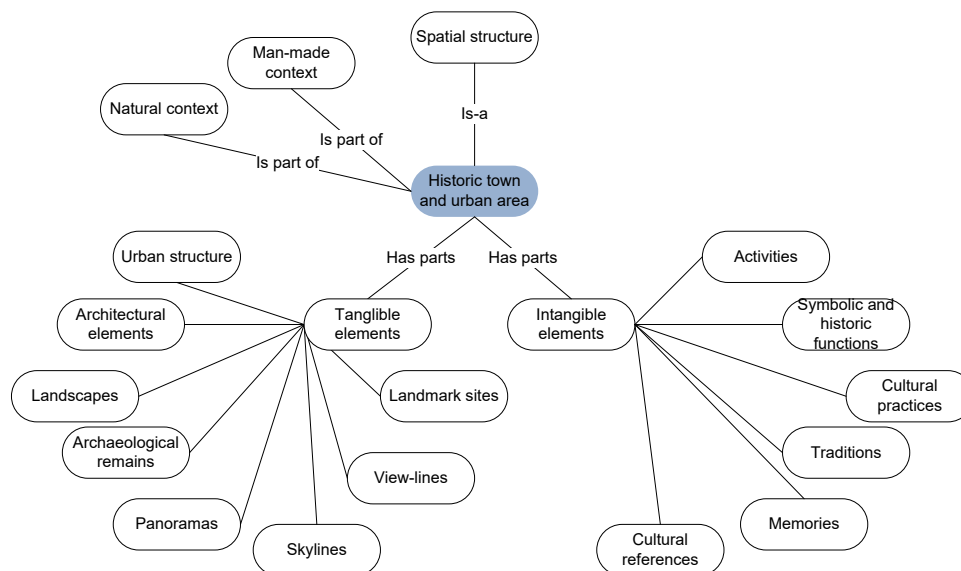 Spatial structure
Man-made
context
Natural context
Is-a
Is part of
Is part of
Historic town
and urban area
Has parts
Has parts
Urban structure
Activities
Architectural
elements
Tanglible
elements
Intangible
elements
Symbolic and
historic
functions
Landscapes
Landmark sites
Cultural
practices
Archaeological
remains
Traditions
View-lines
Panoramas
Memories
Skylines
Cultural
references